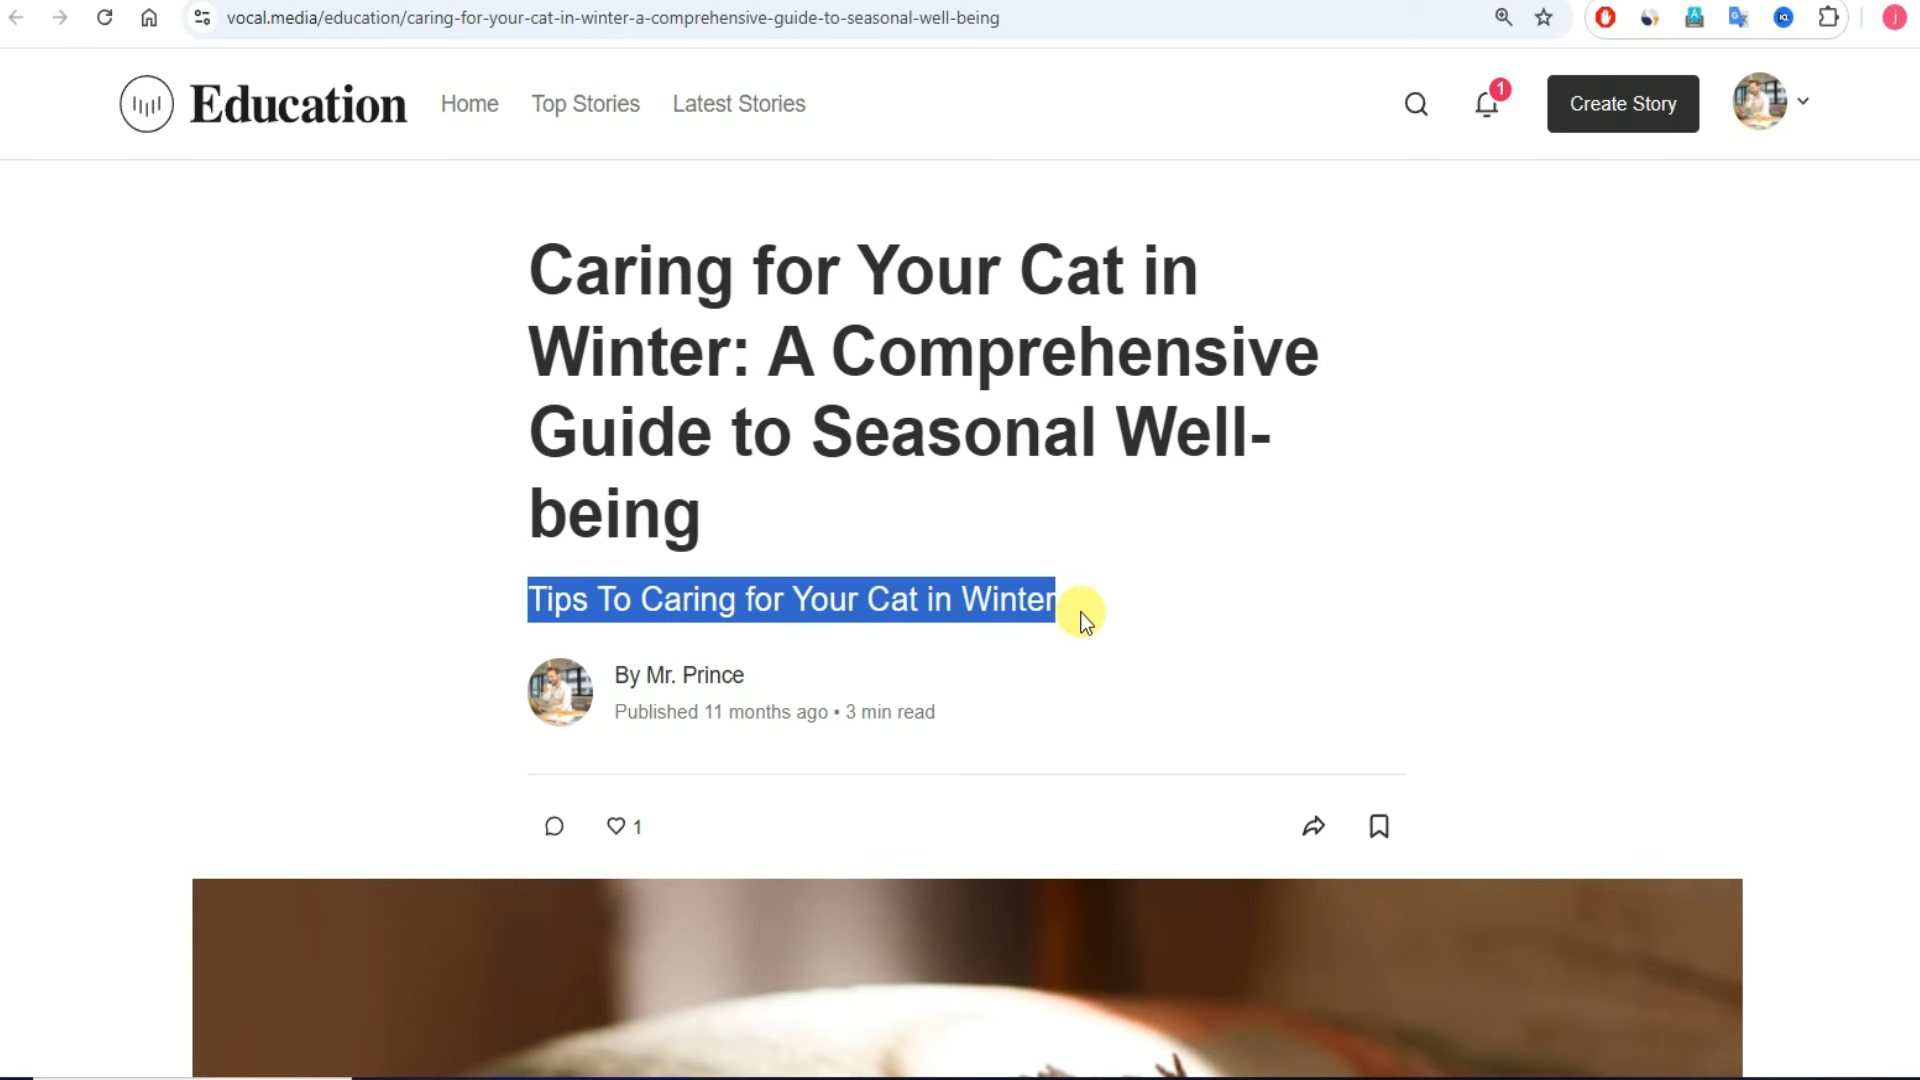 vocal.media/education/caring-for-your-cat-in-winter-a-comprehensive-guide-to-seasonal-well-being
Education
Home
Top Stories
Latest Stories
1
Create Story
j
Caring for Your Cat in
Winter: A Comprehensive
Guide to Seasonal Well-
being
Tips To Caring for Your Cat in Winter
By Mr. Prince
Published 11 months ago • 3 min read
1